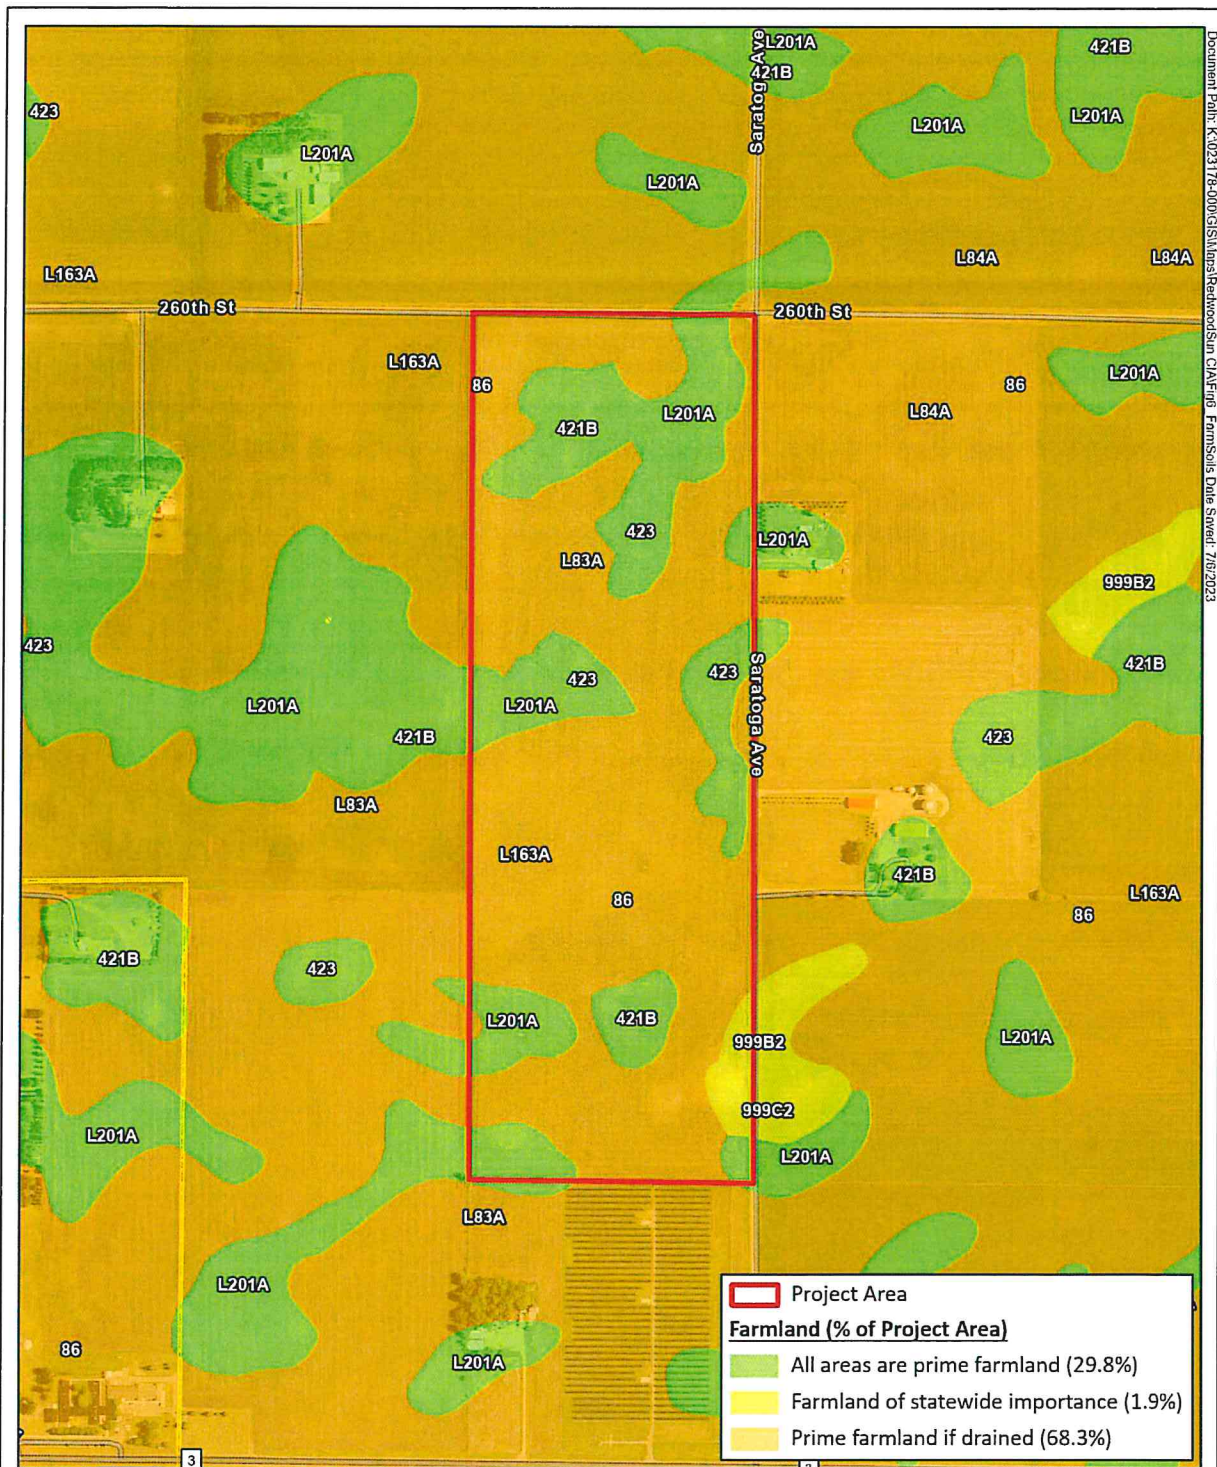 L201A
421B
Saratog Ave
421B
423
L201A
L201A
L201A
L201A
L163A
L84A
L84A
260th St
260th St
L163A
86
L201A
86
L84A
L201A
421B
423
L83A
L201A
999B2
423
423
423
421B
L201A
L201A
421B
Saratoga Ave
423
L83A
L163A
86
421B
L163A
86
421B
423
L201A
421B
999B2
L201A
999C2
L201A
L201A
L83A
L201A
86
L201A
3
Project Area
Farmland (% of Project Area)
All areas are prime farmland (29.8%)
Farmland of statewide importance (1.9%)
Prime farmland if drained (68.3%)
Document Path: K:\023178-000\GIS\Maps\RedwoodSun CIA\Fig6_FarmSoils Date Saved: 7/6/2023